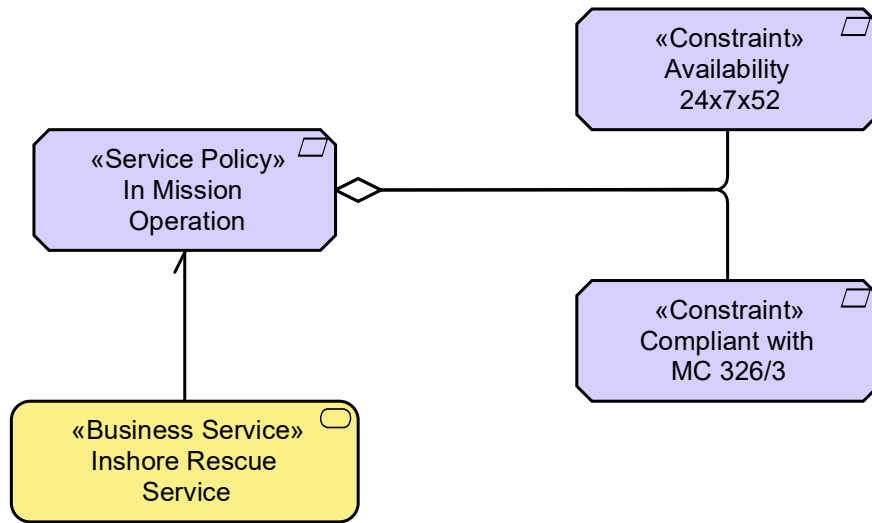 «Constraint»
Availability
24x7x52
«Service Policy»
In Mission
Operation
«Constraint»
Compliant with
MC 326/3
«Business Service»
Inshore Rescue
Service